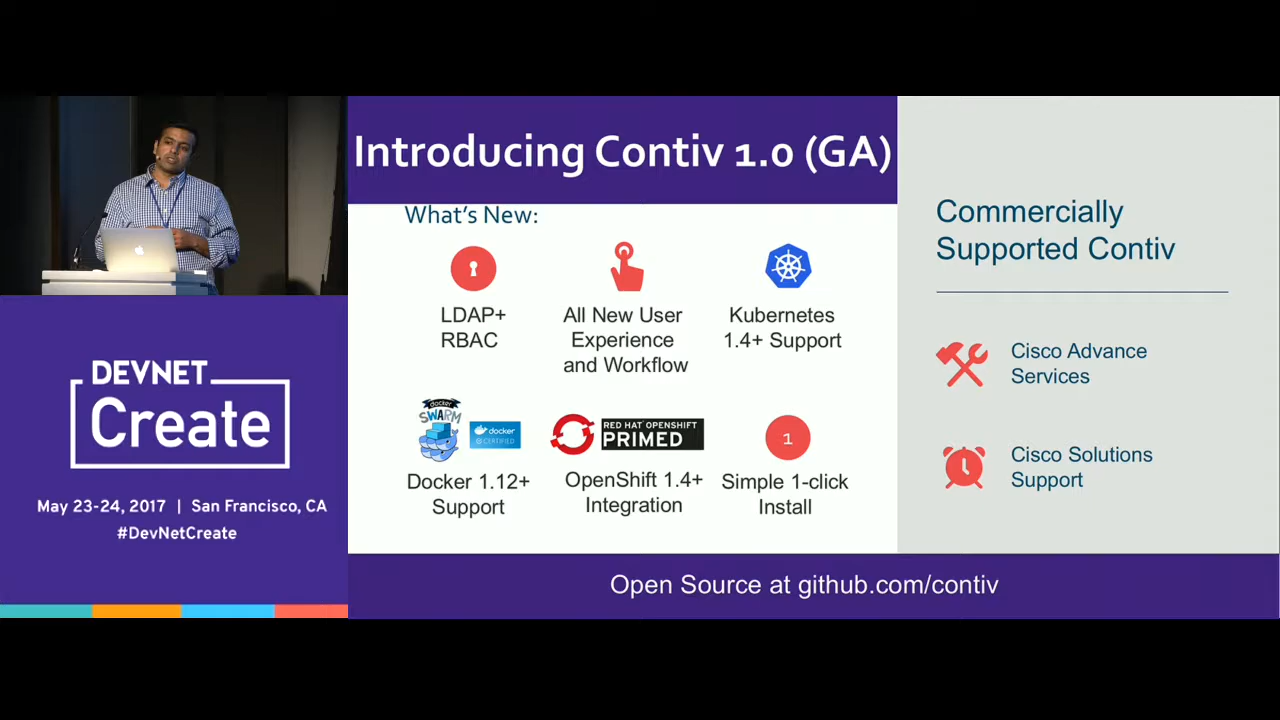 Introducing Contiv 1.0 (GA)
What's New:
LDAP+
RBAC
All New User
Experience
and Workflow
Kubernetes
1.4+ Support
docker
SWARM
docker
CERTIFIED
Docker 1.12+
Support
RED HAT OPENSHIFT
PRIMED
OpenShift 1.4+
Integration
1
Simple 1-click
Install
Commercially
Supported Contiv
Cisco Advance
Services
Cisco Solutions
Support
Open Source at github.com/contiv
DEVNET
Create
May 23-24, 2017 | San Francisco, CA
#DevNetCreate